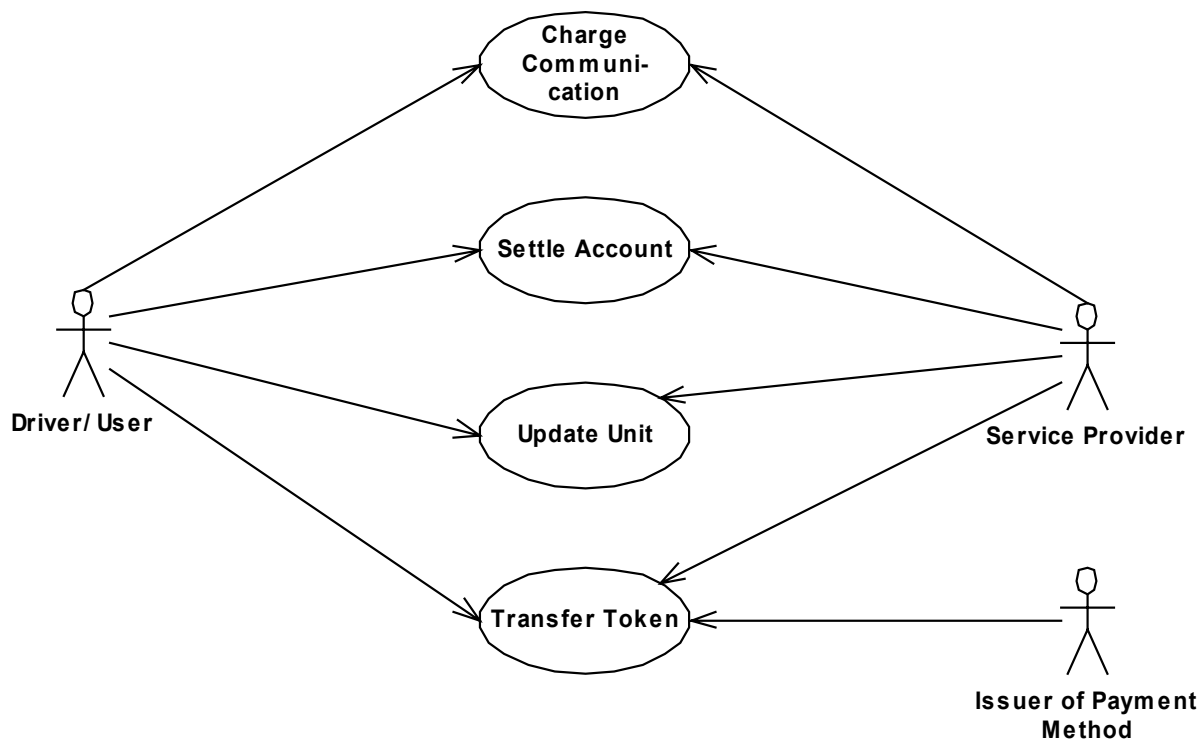 Charge
Communi-
cation
Settle Account
Driver/ User
Update Unit
Service Provider
Transfer Token
Issuer of Payment
Method